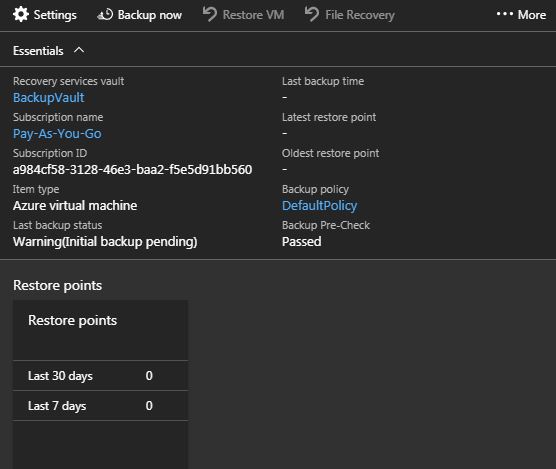 Settings Backup now Restore VM File Recovery ••• More
Essentials
Recovery services vault
BackupVault
Subscription name
Pay-As-You-Go
Subscription ID
a984cf58-3128-46e3-baa2-f5e5d91bb560
Item type
Azure virtual machine
Last backup status
Warning(Initial backup pending)
Last backup time
-
Latest restore point
-
Oldest restore point
-
Backup policy
DefaultPolicy
Backup Pre-Check
Passed
Restore points
Restore points
Last 30 days 0
Last 7 days 0